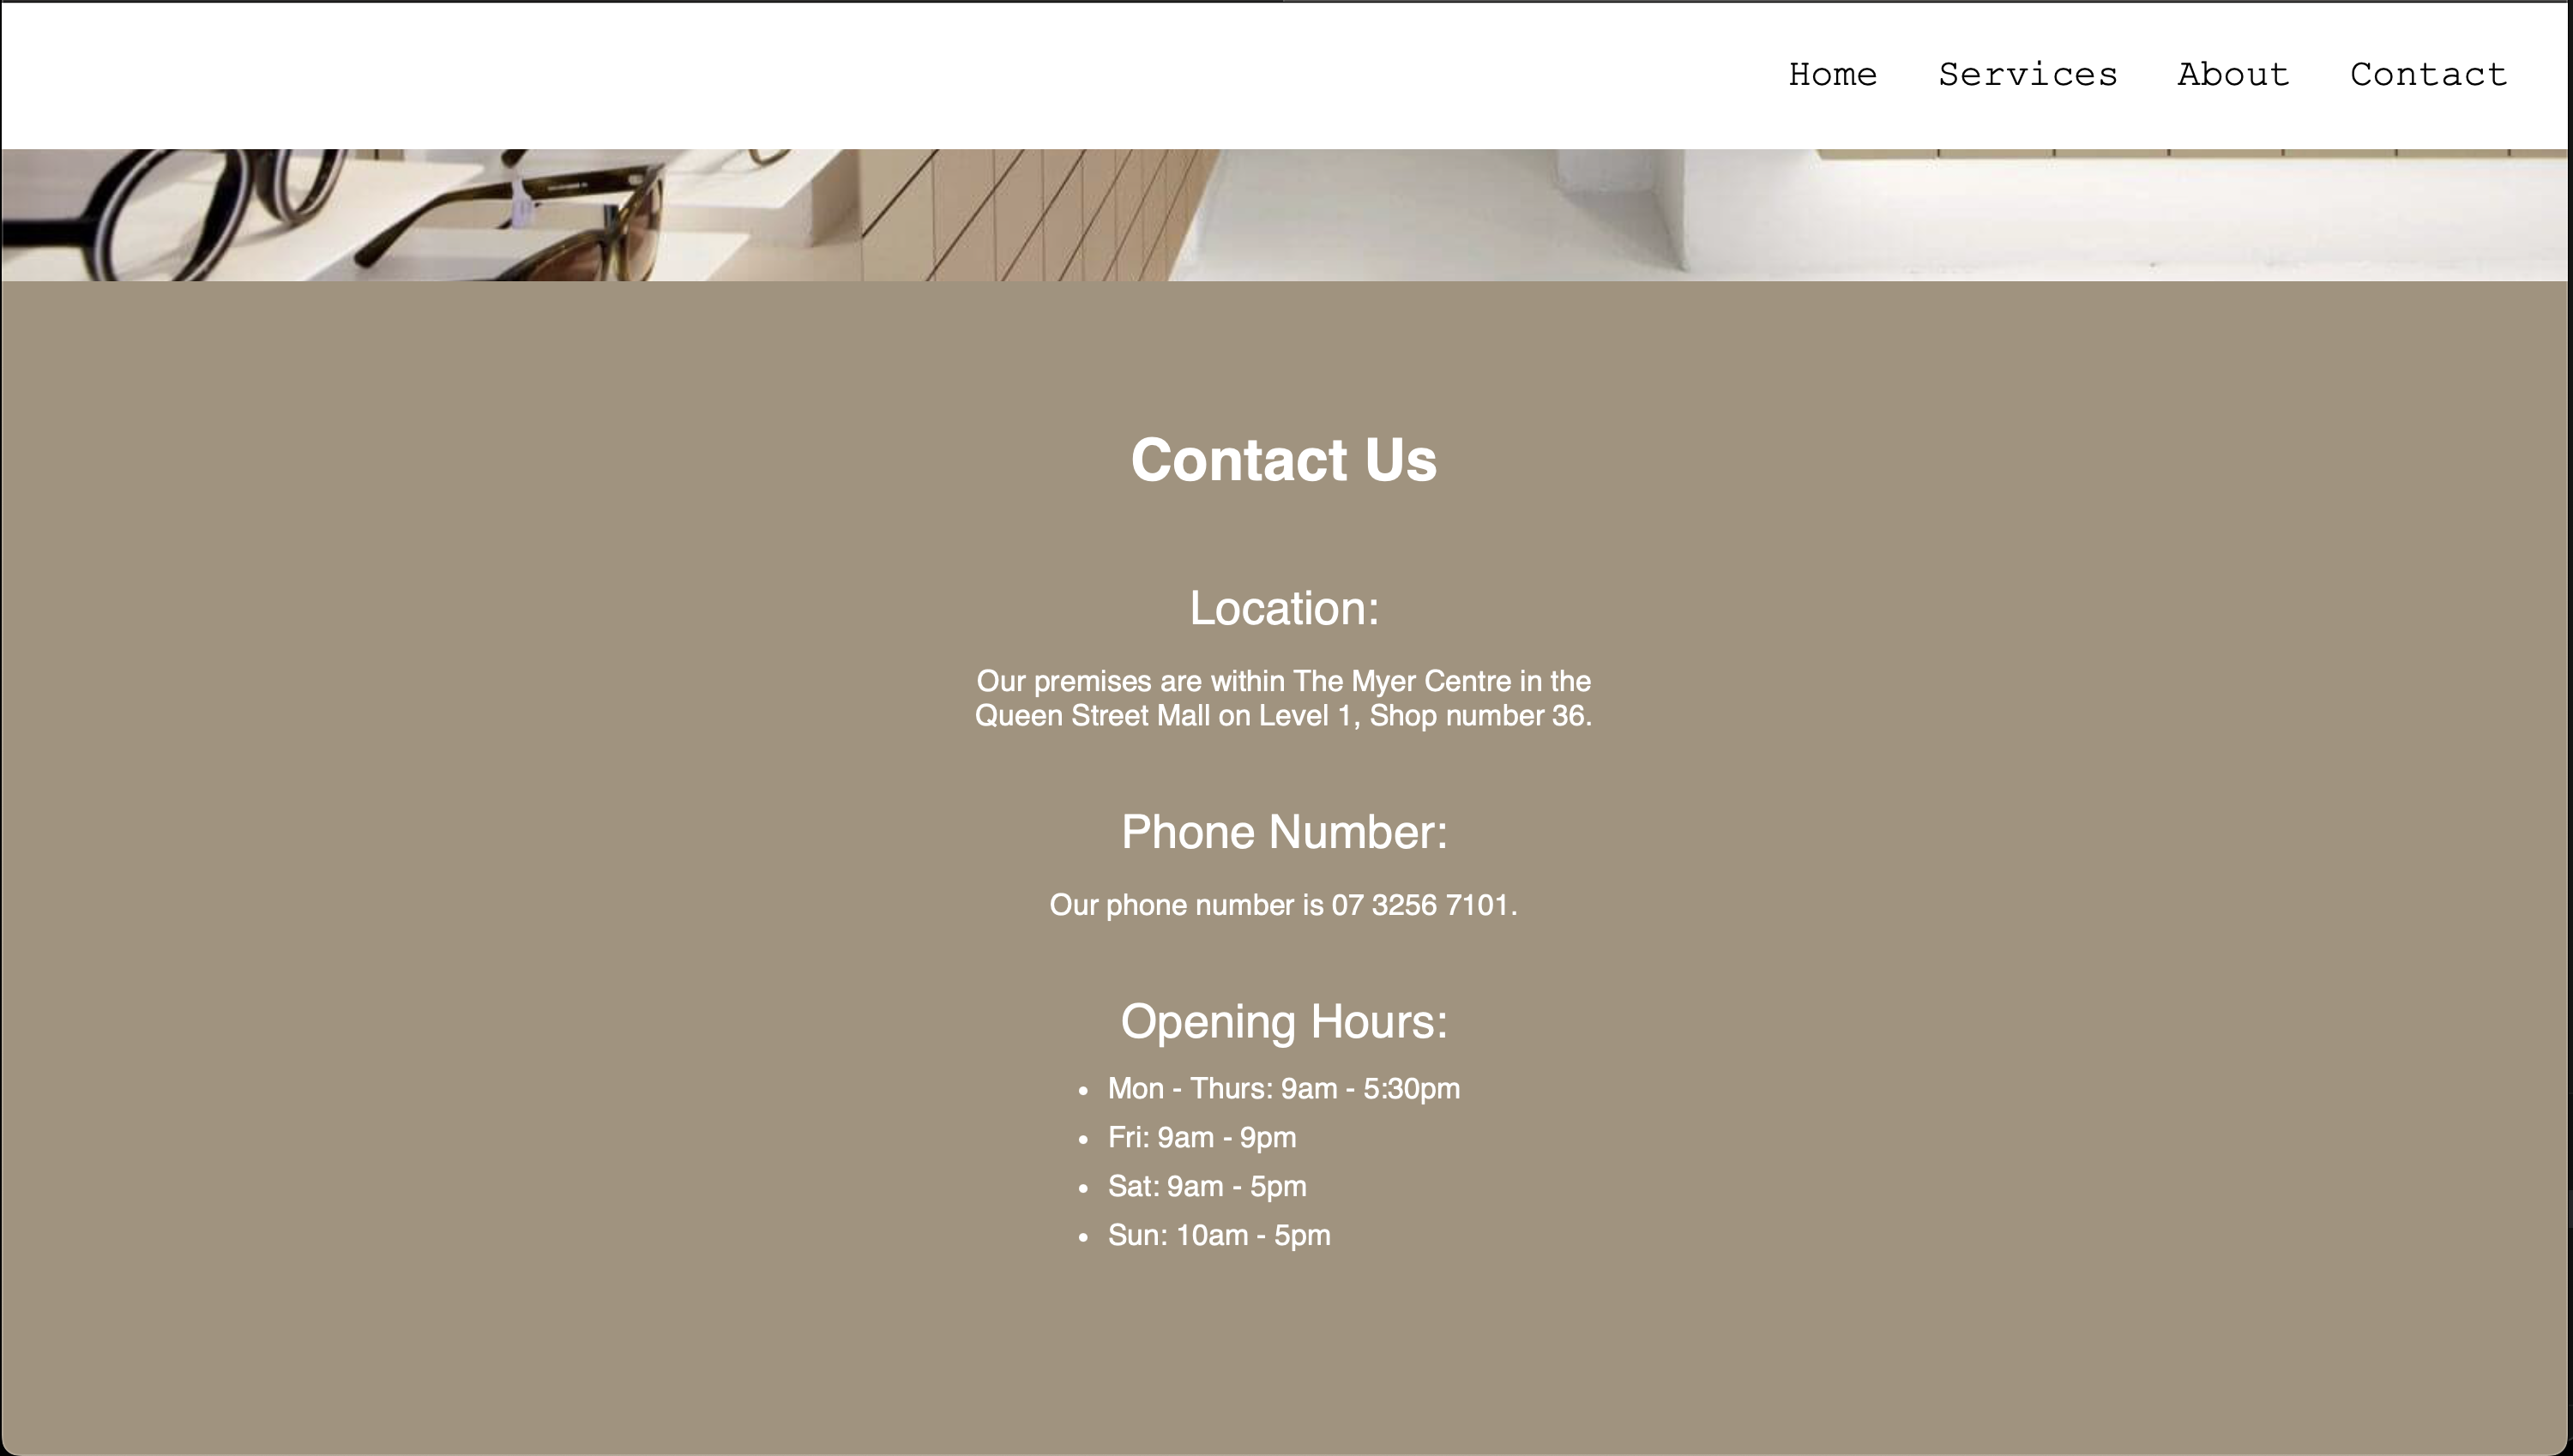 Home Services About Contact
Contact Us
Location:
Our premises are within The Myer Centre in the
Queen Street Mall on Level 1, Shop number 36.
Phone Number:
Our phone number is 07 3256 7101.
Opening Hours:
• Mon - Thurs: 9am - 5:30pm
• Fri: 9am - 9pm
• Sat: 9am - 5pm
• Sun: 10am - 5pm